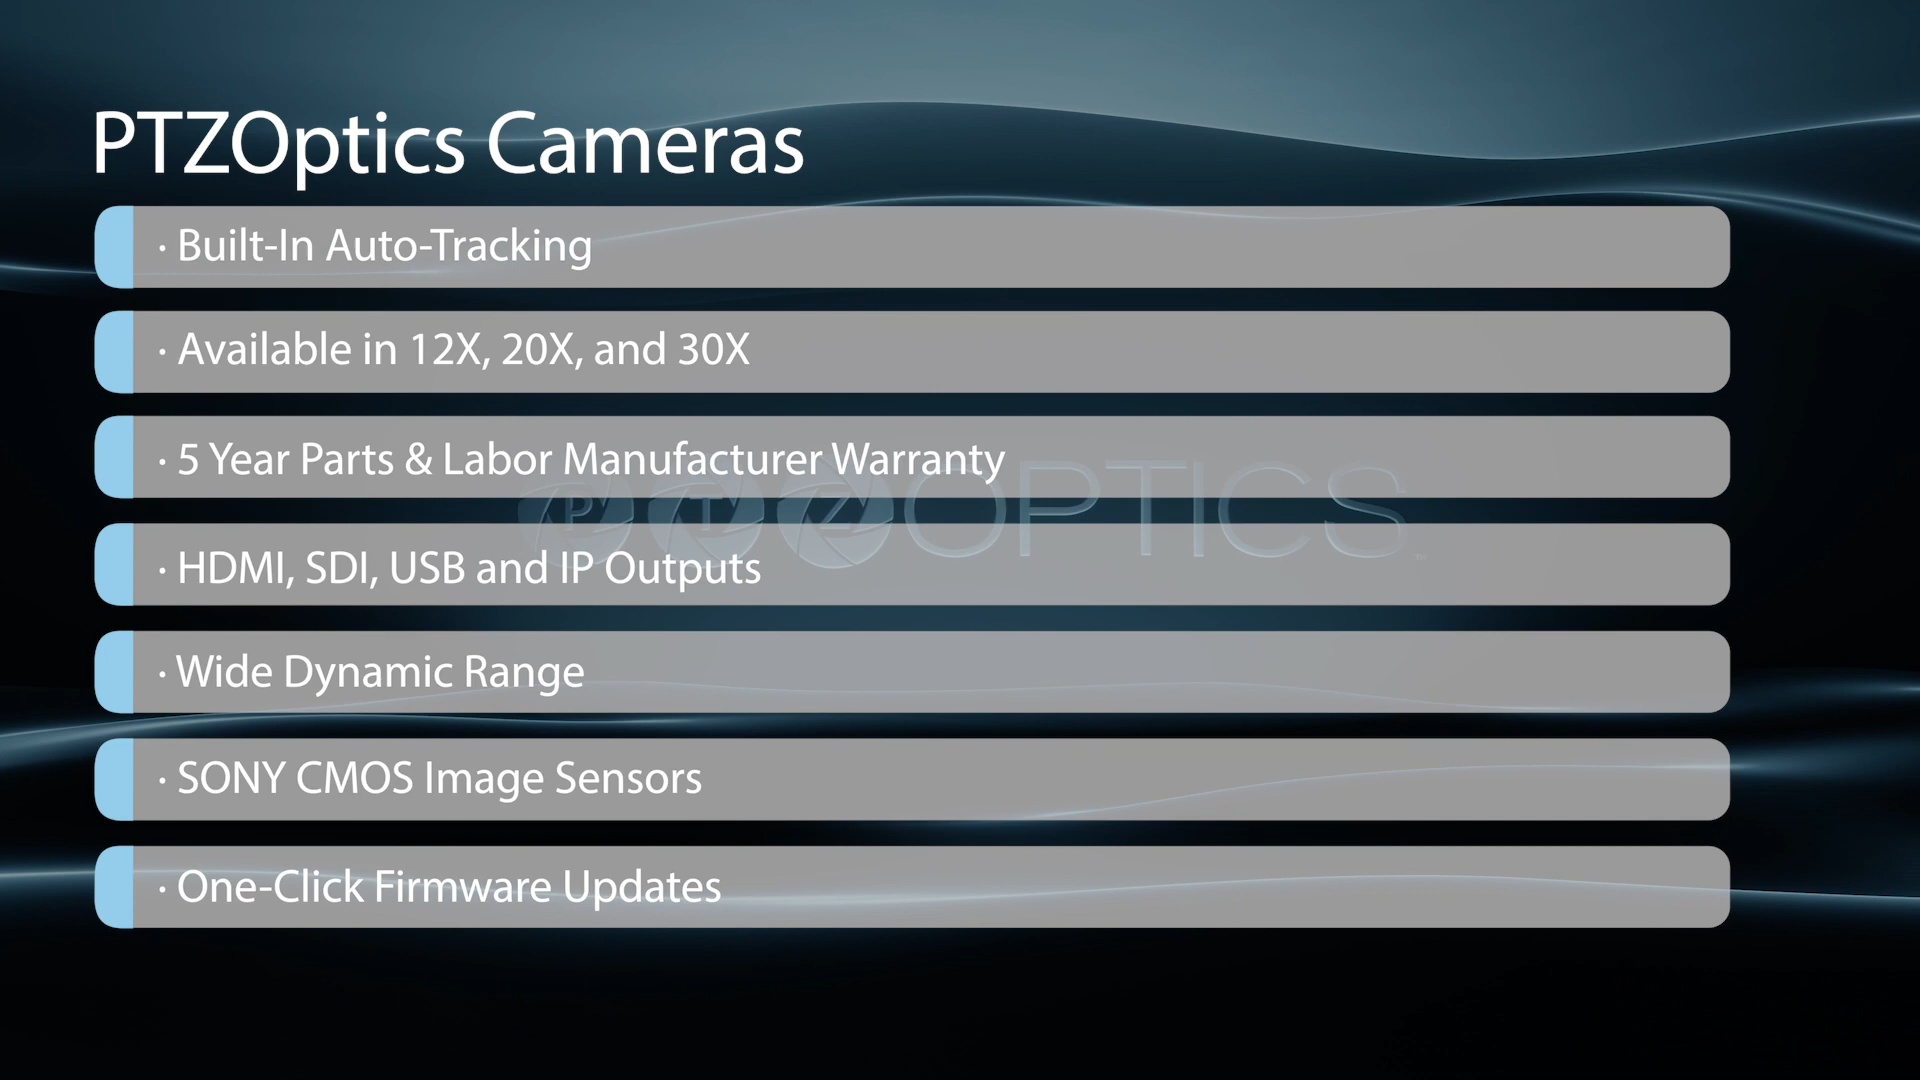 PTZOptics Cameras
· Built-In Auto-Tracking
· Available in 12X, 20X, and 30X
· 5 Year Parts & Labor Manufacturer Warranty
PTZOPTICS
· HDMI, SDI, USB and IP Outputs
· Wide Dynamic Range
· SONY CMOS Image Sensors
· One-Click Firmware Updates